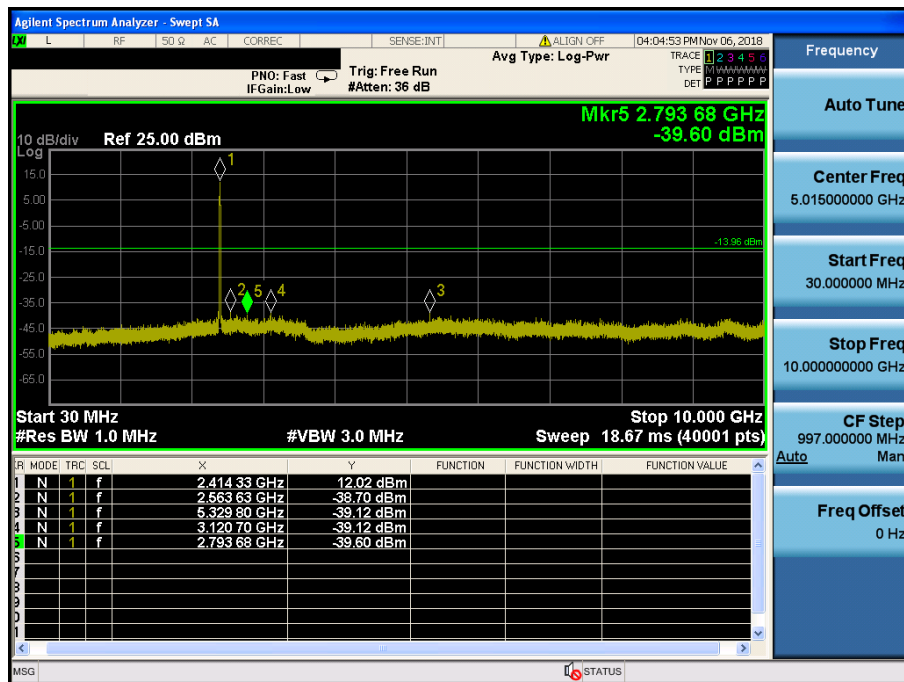 Agilent Spectrum Analyzer - Swept SA
LXI L RF 50 Ω AC CORREC SENSE:INT ALIGN OFF 04:04:53 PM Nov 06, 2018
Frequency
Avg Type: Log-Pwr TRACE 1 2 3 4 5 6
PNO: Fast Trig: Free Run TYPE MWWWWW
IFGain:Low #Atten: 36 dB DET P P P P P P
Auto Tune
Mkr5 2.793 68 GHz
10 dB/div Ref 25.00 dBm -39.60 dBm
Log
1
15.0
5.00
-5.00
-13.96 dBm
-15.0
-25.0
2 5 4 3
-35.0
-45.0
-55.0
-65.0
Center Freq
5.015000000 GHz
Start Freq
30.000000 MHz
Stop Freq
10.000000000 GHz
Start 30 MHz Stop 10.000 GHz
#Res BW 1.0 MHz #VBW 3.0 MHz Sweep 18.67 ms (40001 pts)
CF Step
997.000000 MHz
Auto Man
Freq Offset
0 Hz
MODE TRC SCL X Y FUNCTION FUNCTION WIDTH FUNCTION VALUE
1 N 1 f 2.414 33 GHz 12.02 dBm
2 N 1 f 2.563 63 GHz -38.70 dBm
3 N 1 f 5.329 80 GHz -39.12 dBm
4 N 1 f 3.120 70 GHz -39.12 dBm
5 N 1 f 2.793 68 GHz -39.60 dBm
6
7
8
9
0
1
MSG STATUS